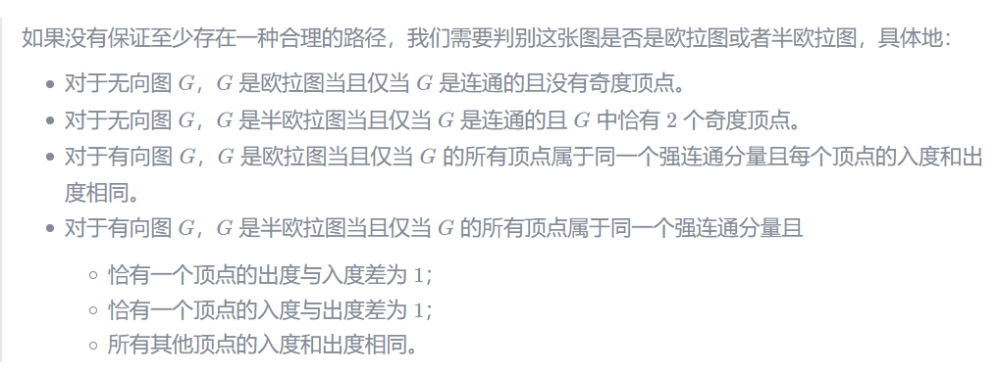 如果没有保证至少存在一种合理的路径，我们需要判别这张图是否是欧拉图或者半欧拉图，具体地：
• 对于无向图 G，G 是欧拉图当且仅当 G 是连通的且没有奇度顶点。
• 对于无向图 G，G 是半欧拉图当且仅当 G 是连通的且 G 中恰有 2 个奇度顶点。
• 对于有向图 G，G 是欧拉图当且仅当 G 的所有顶点属于同一个强连通分量且每个顶点的入度和出
度相同。
• 对于有向图 G，G 是半欧拉图当且仅当 G 的所有顶点属于同一个强连通分量且
◦ 恰有一个顶点的出度与入度差为 1；
◦ 恰有一个顶点的入度与出度差为 1；
◦ 所有其他顶点的入度和出度相同。